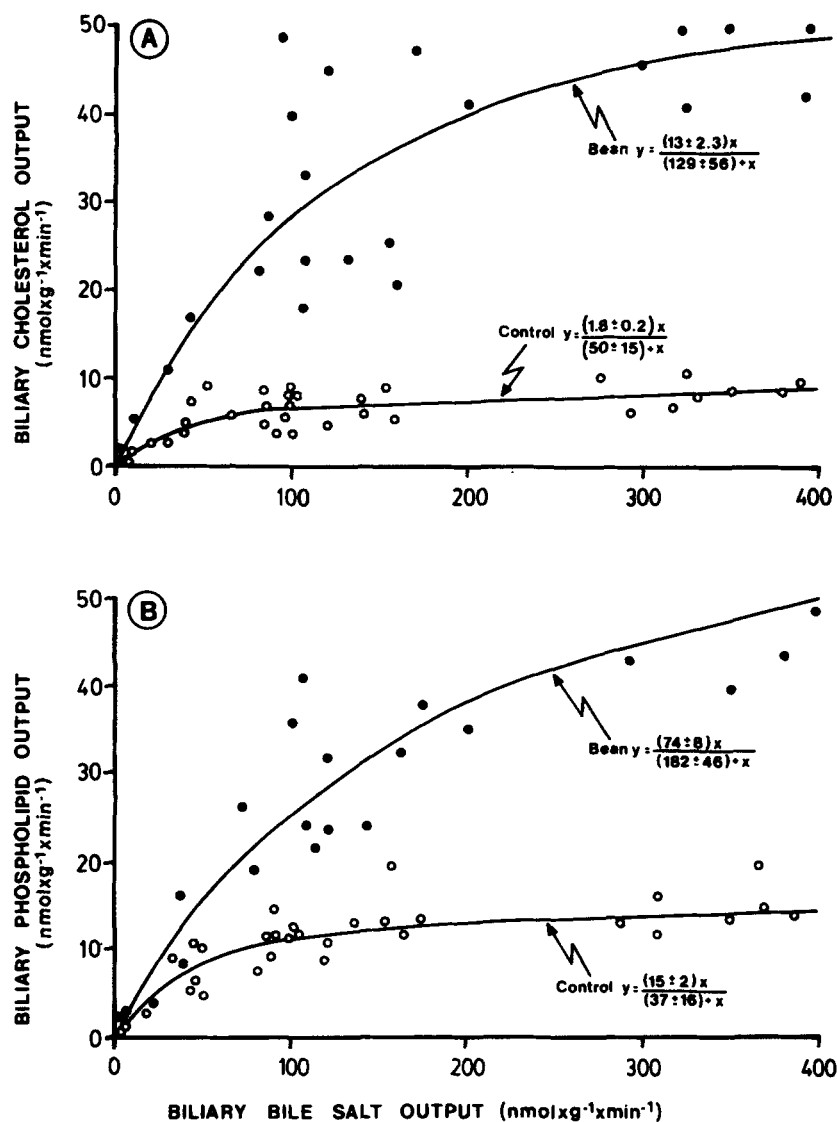 A
50
40
30
20
10
0
BILIARY CHOLESTEROL OUTPUT
(nmolxg⁻¹xmin⁻¹)
Bean y = (13±2.3)x
(129±56)+x
Control y = (1.8±0.2)x
(50±15)+x
0 100 200 300 400
B
50
40
30
20
10
0
BILIARY PHOSPHOLIPID OUTPUT
(nmolxg⁻¹xmin⁻¹)
Bean y = (74±8)x
(182±46)+x
Control y = (15±2)x
(37±16)+x
0 100 200 300 400
BILIARY BILE SALT OUTPUT (nmolxg⁻¹xmin⁻¹)